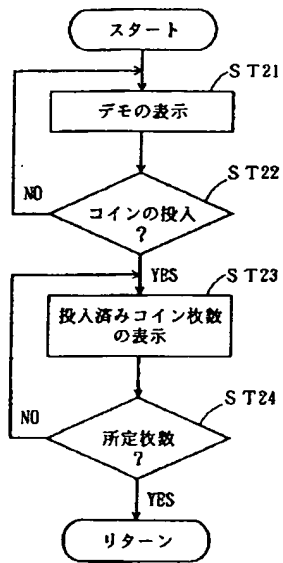 スタート
ST21
デモの表示
ST22
NO
コインの投入
?
YES
ST23
投入済みコイン枚数
の表示
ST24
NO
所定枚数
?
YES
リターン